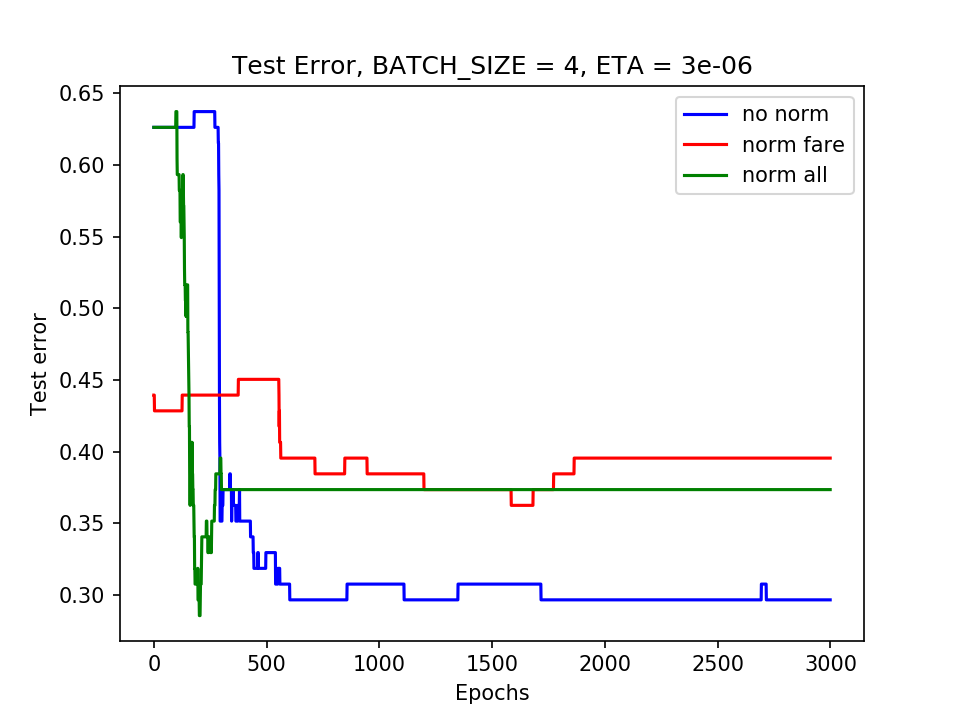 Test Error, BATCH_SIZE = 4, ETA = 3e-06
no norm
norm fare
norm all
Test error
0.65
0.60
0.55
0.50
0.45
0.40
0.35
0.30
0 500 1000 1500 2000 2500 3000
Epochs